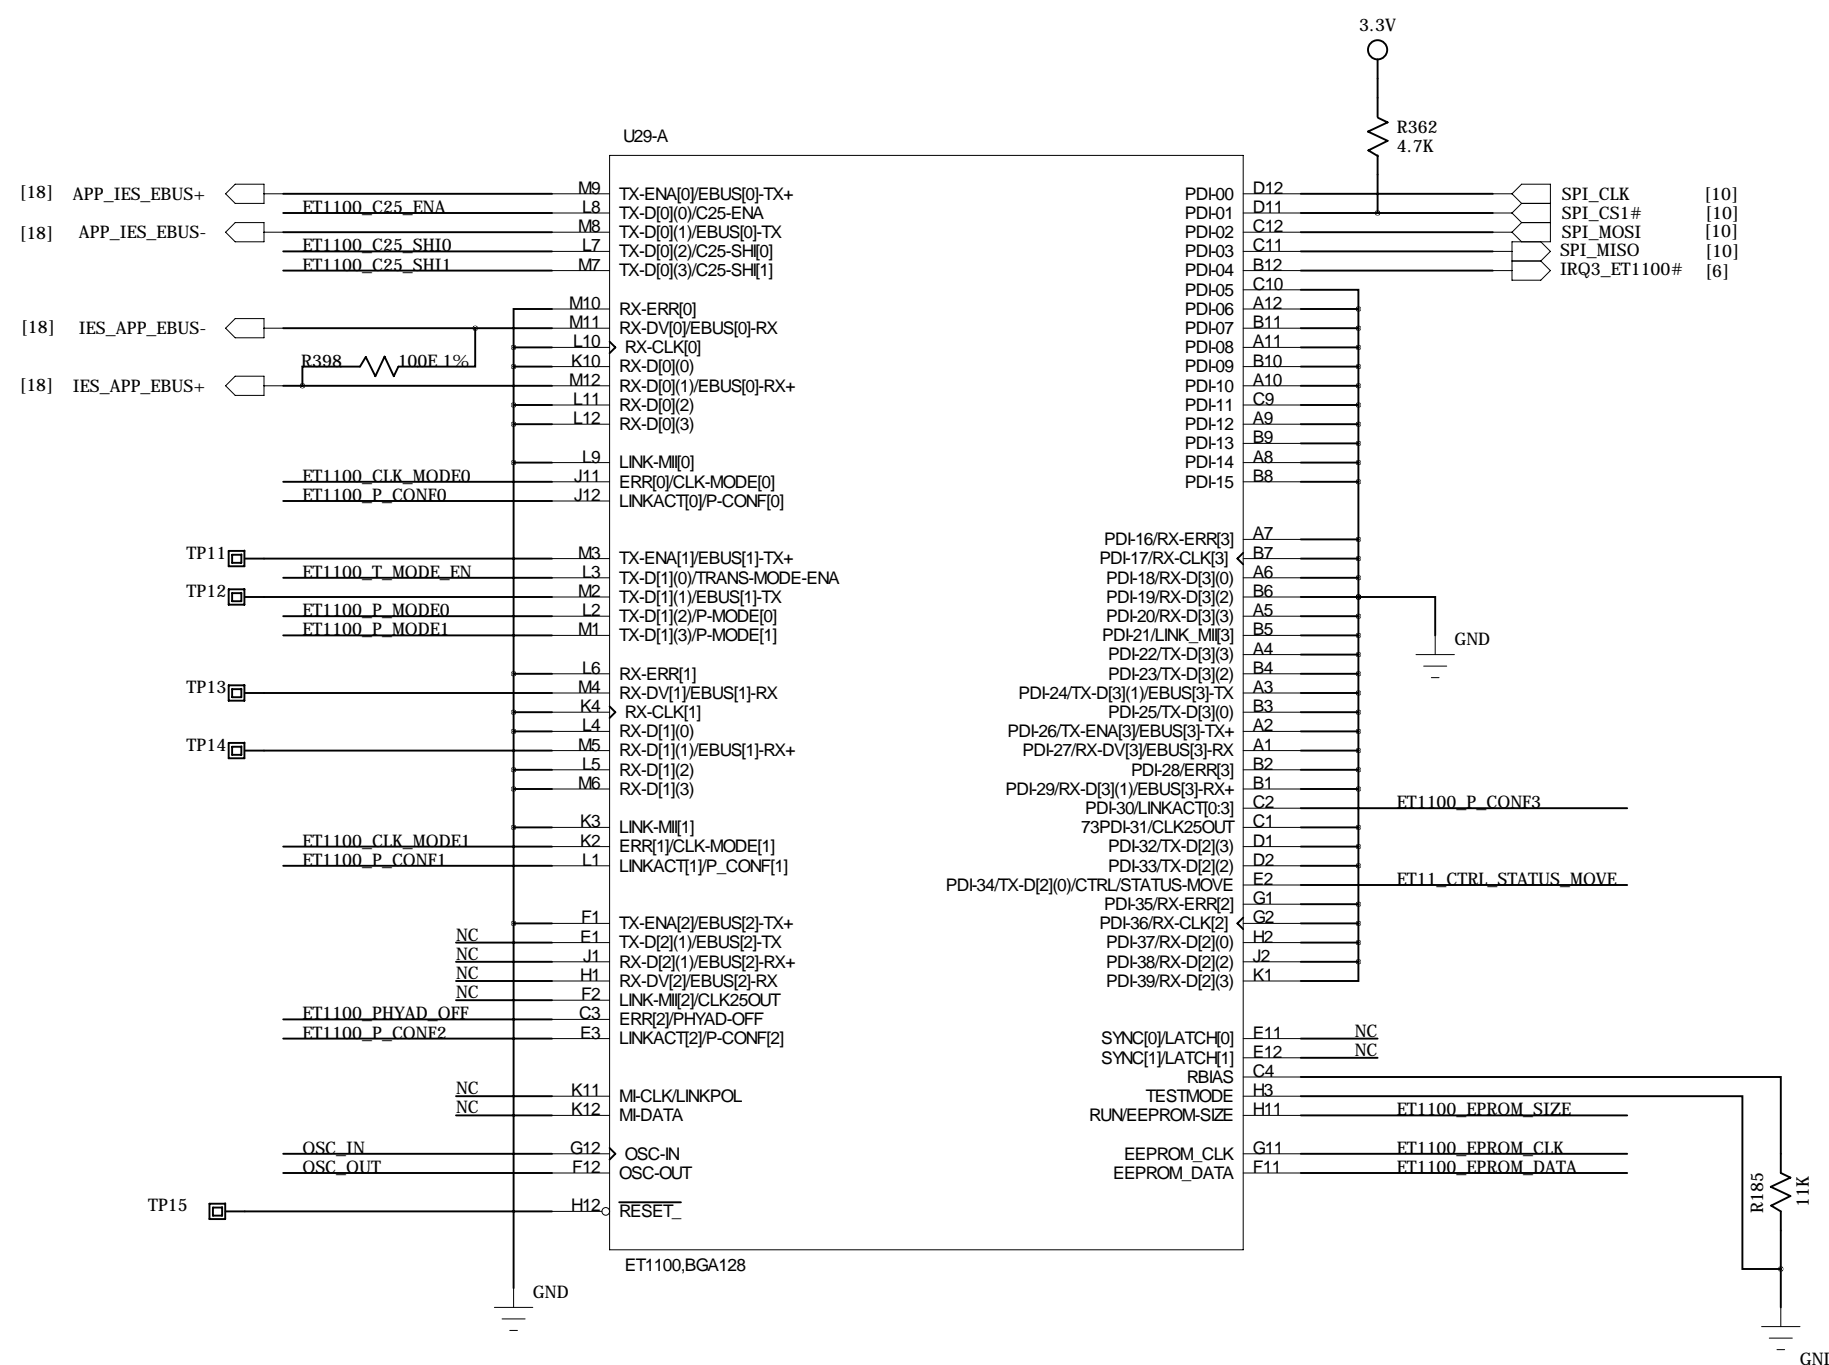 3.3V
R362
4.7K
U29-A
[18] APP_IES_EBUS+ M9 TX-ENA[0]/EBUS[0]-TX+
ET1100_C25_ENA L8 TX-D[0](0)/C25-ENA
[18] APP_IES_EBUS- M8 TX-D[0](1)/EBUS[0]-TX
ET1100_C25_SHI0 L7 TX-D[0](2)/C25-SHI[0]
ET1100_C25_SHI1 M7 TX-D[0](3)/C25-SHI[1]
M10 RX-ERR[0]
[18] IES_APP_EBUS- M11 RX-DV[0]/EBUS[0]-RX
L10 RX-CLK[0]
R398 100E 1% K10 RX-D[0](0)
[18] IES_APP_EBUS+ M12 RX-D[0](1)/EBUS[0]-RX+
L11 RX-D[0](2)
L12 RX-D[0](3)
L9 LINK-MII[0]
ET1100_CLK_MODE0 J11 ERR[0]/CLK-MODE[0]
ET1100_P_CONF0 J12 LINKACT[0]/P-CONF[0]
TP11 M3 TX-ENA[1]/EBUS[1]-TX+
ET1100_T_MODE_EN L3 TX-D[1](0)/TRANS-MODE-ENA
TP12 M2 TX-D[1](1)/EBUS[1]-TX
ET1100_P_MODE0 L2 TX-D[1](2)/P-MODE[0]
ET1100_P_MODE1 M1 TX-D[1](3)/P-MODE[1]
L6 RX-ERR[1]
TP13 M4 RX-DV[1]/EBUS[1]-RX
K4 RX-CLK[1]
L4 RX-D[1](0)
TP14 M5 RX-D[1](1)/EBUS[1]-RX+
L5 RX-D[1](2)
M6 RX-D[1](3)
K3 LINK-MII[1]
ET1100_CLK_MODE1 K2 ERR[1]/CLK-MODE[1]
ET1100_P_CONF1 L1 LINKACT[1]/P_CONF[1]
F1 TX-ENA[2]/EBUS[2]-TX+
NC E1 TX-D[2](1)/EBUS[2]-TX
NC J1 RX-D[2](1)/EBUS[2]-RX+
NC H1 RX-DV[2]/EBUS[2]-RX
NC F2 LINK-MII[2]/CLK25OUT
ET1100_PHYAD_OFF C3 ERR[2]/PHYAD-OFF
ET1100_P_CONF2 E3 LINKACT[2]/P-CONF[2]
NC K11 MI-CLK/LINKPOL
NC K12 MI-DATA
OSC_IN G12 OSC-IN
OSC_OUT F12 OSC-OUT
TP15 H12 RESET_
GND
ET1100,BGA128
PDI-00 D12 SPI_CLK [10]
PDI-01 D11 SPI_CS1# [10]
PDI-02 C12 SPI_MOSI [10]
PDI-03 C11 SPI_MISO [10]
PDI-04 B12 IRQ3_ET1100# [6]
PDI-05 C10
PDI-06 A12
PDI-07 B11
PDI-08 A11
PDI-09 B10
PDI-10 A10
PDI-11 C9
PDI-12 A9
PDI-13 B9
PDI-14 A8
PDI-15 B8
PDI-16/RX-ERR[3] A7
PDI-17/RX-CLK[3] B7
PDI-18/RX-D[3](0) A6
PDI-19/RX-D[3](2) B6
PDI-20/RX-D[3](3) A5
PDI-21/LINK_MII[3] B5
GND
PDI-22/TX-D[3](3) A4
PDI-23/TX-D[3](2) B4
PDI-24/TX-D[3](1)/EBUS[3]-TX A3
PDI-25/TX-D[3](0) B3
PDI-26/TX-ENA[3]/EBUS[3]-TX+ A2
PDI-27/RX-DV[3]/EBUS[3]-RX A1
PDI-28/ERR[3] B2
PDI-29/RX-D[3](1)/EBUS[3]-RX+ B1
PDI-30/LINKACT[0:3] C2 ET1100_P_CONF3
73PDI-31/CLK25OUT C1
PDI-32/TX-D[2](3) D1
PDI-33/TX-D[2](2) D2
PDI-34/TX-D[2](0)/CTRL/STATUS-MOVE E2 ET11_CTRL_STATUS_MOVE
PDI-35/RX-ERR[2] G1
PDI-36/RX-CLK[2] G2
PDI-37/RX-D[2](0) H2
PDI-38/RX-D[2](2) J2
PDI-39/RX-D[2](3) K1
SYNC[0]/LATCH[0] E11 NC
SYNC[1]/LATCH[1] E12 NC
RBIAS C4
TESTMODE H3
RUN/EEPROM-SIZE H11 ET1100_EPROM_SIZE
EEPROM_CLK G11 ET1100_EPROM_CLK
EEPROM_DATA F11 ET1100_EPROM_DATA
R185
11K